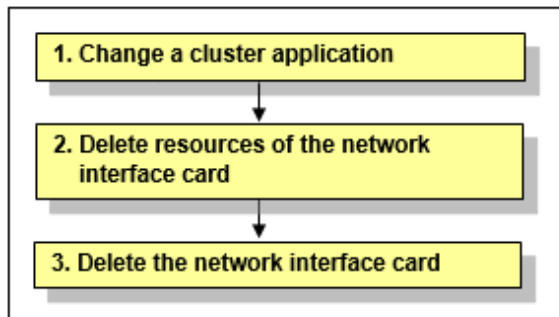 1. Change a cluster application
2. Delete resources of the network
interface card
3. Delete the network interface card